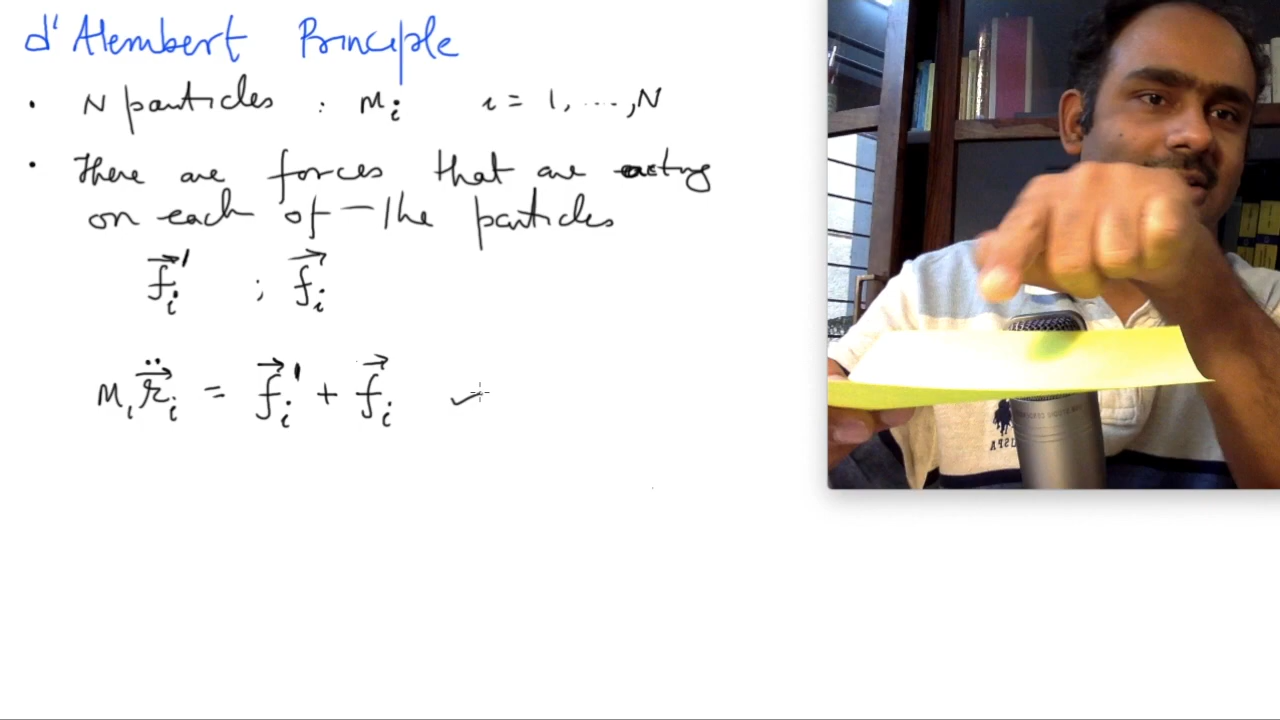 d'Alembert Principle
• N particles : mᵢ i = 1, ..., N
• There are forces that are acting
on each of the particles
f⃗ᵢ' ; f⃗ᵢ
mᵢ r⃗̈ᵢ = f⃗ᵢ' + f⃗ᵢ ✓